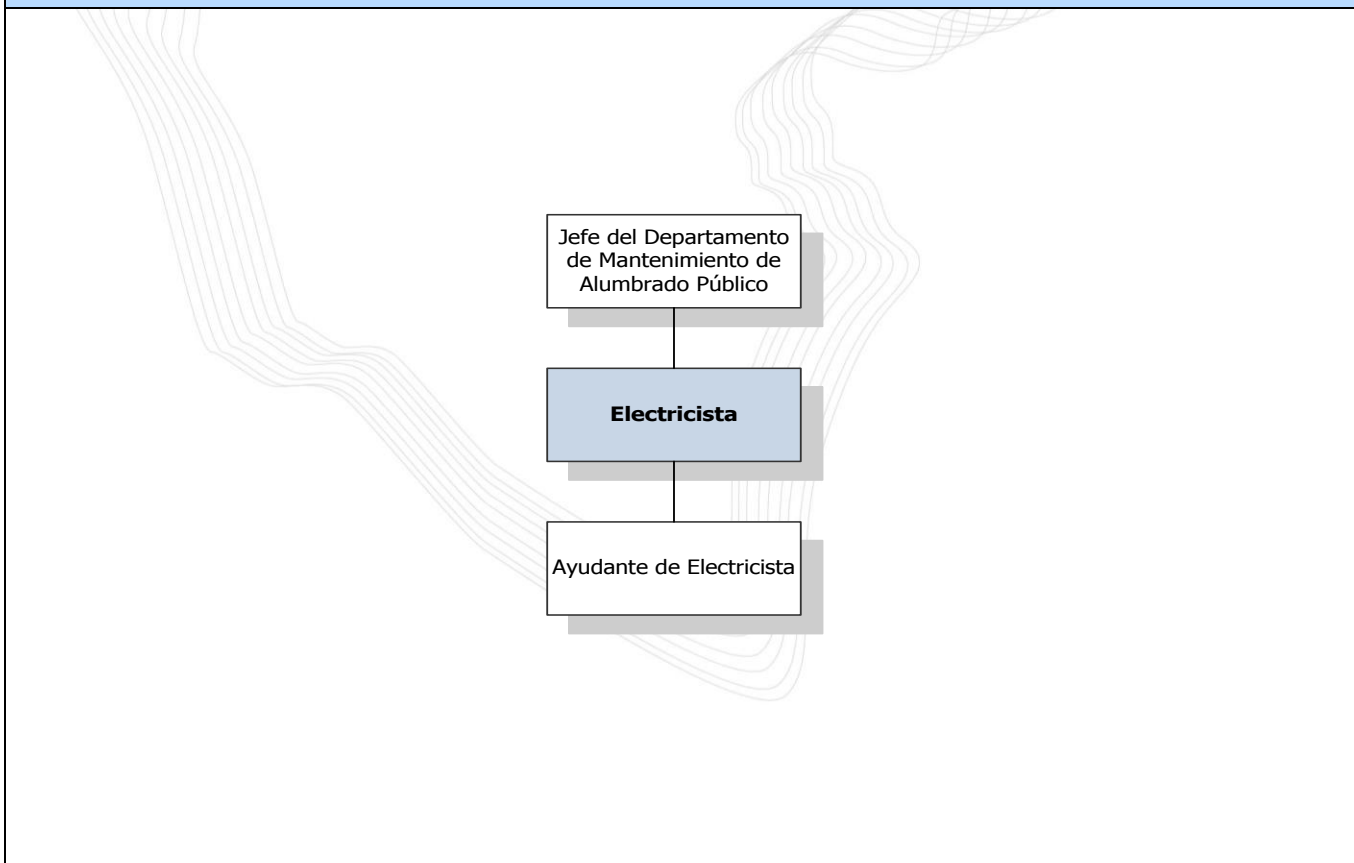 Jefe del Departamento
de Mantenimiento de
Alumbrado Público
Electricista
Ayudante de Electricista